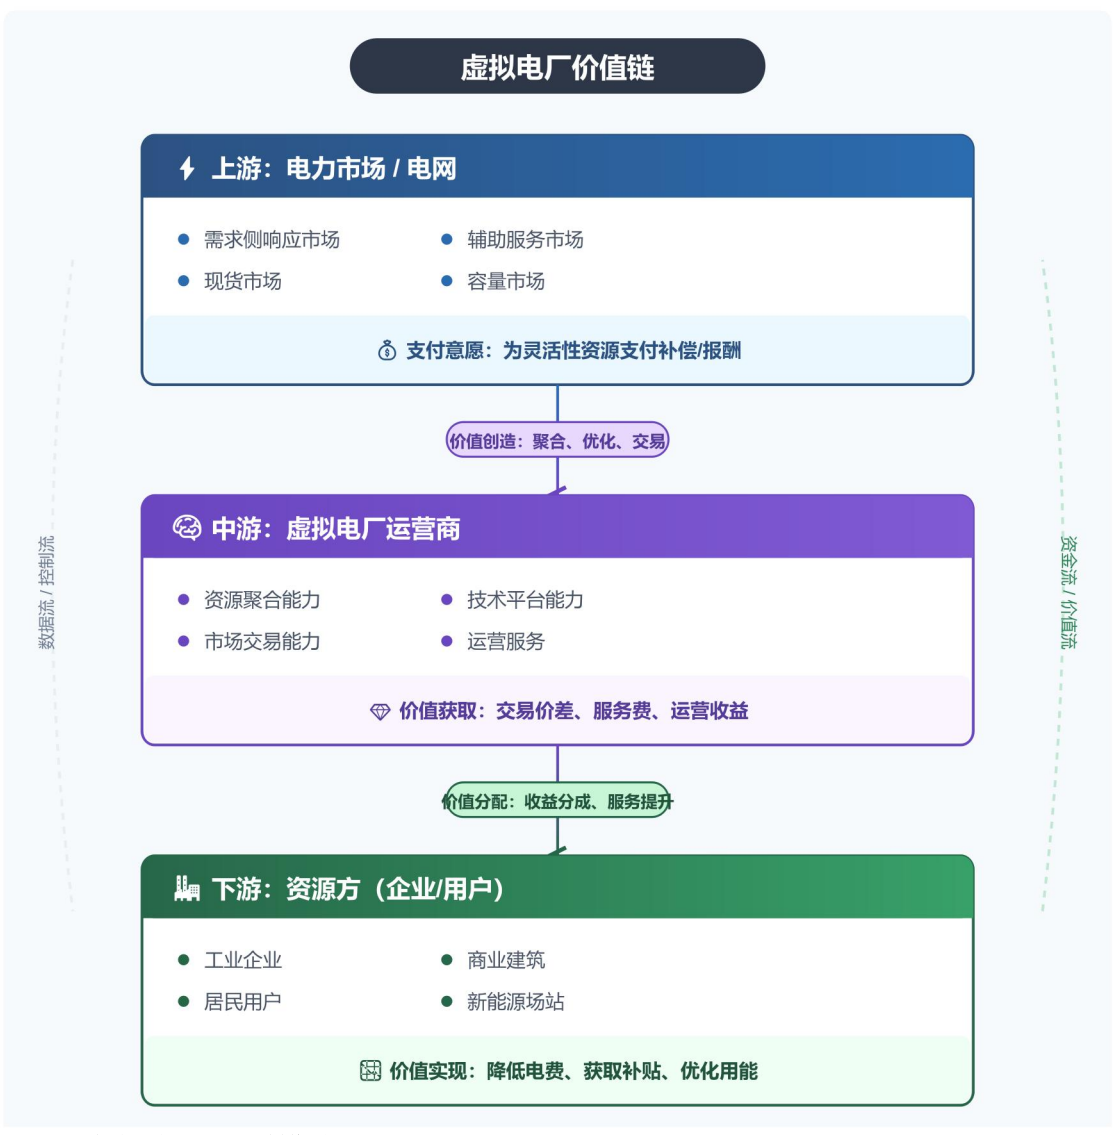 虚拟电厂价值链
上游：电力市场 / 电网
需求侧响应市场
辅助服务市场
现货市场
容量市场
支付意愿：为灵活性资源支付补偿/报酬
价值创造：聚合、优化、交易
中游：虚拟电厂运营商
资源聚合能力
技术平台能力
市场交易能力
运营服务
价值获取：交易价差、服务费、运营收益
数据流 / 控制流
资金流 / 价值流
价值分配：收益分成、服务提升
下游：资源方（企业/用户）
工业企业
商业建筑
居民用户
新能源场站
价值实现：降低电费、获取补贴、优化用能